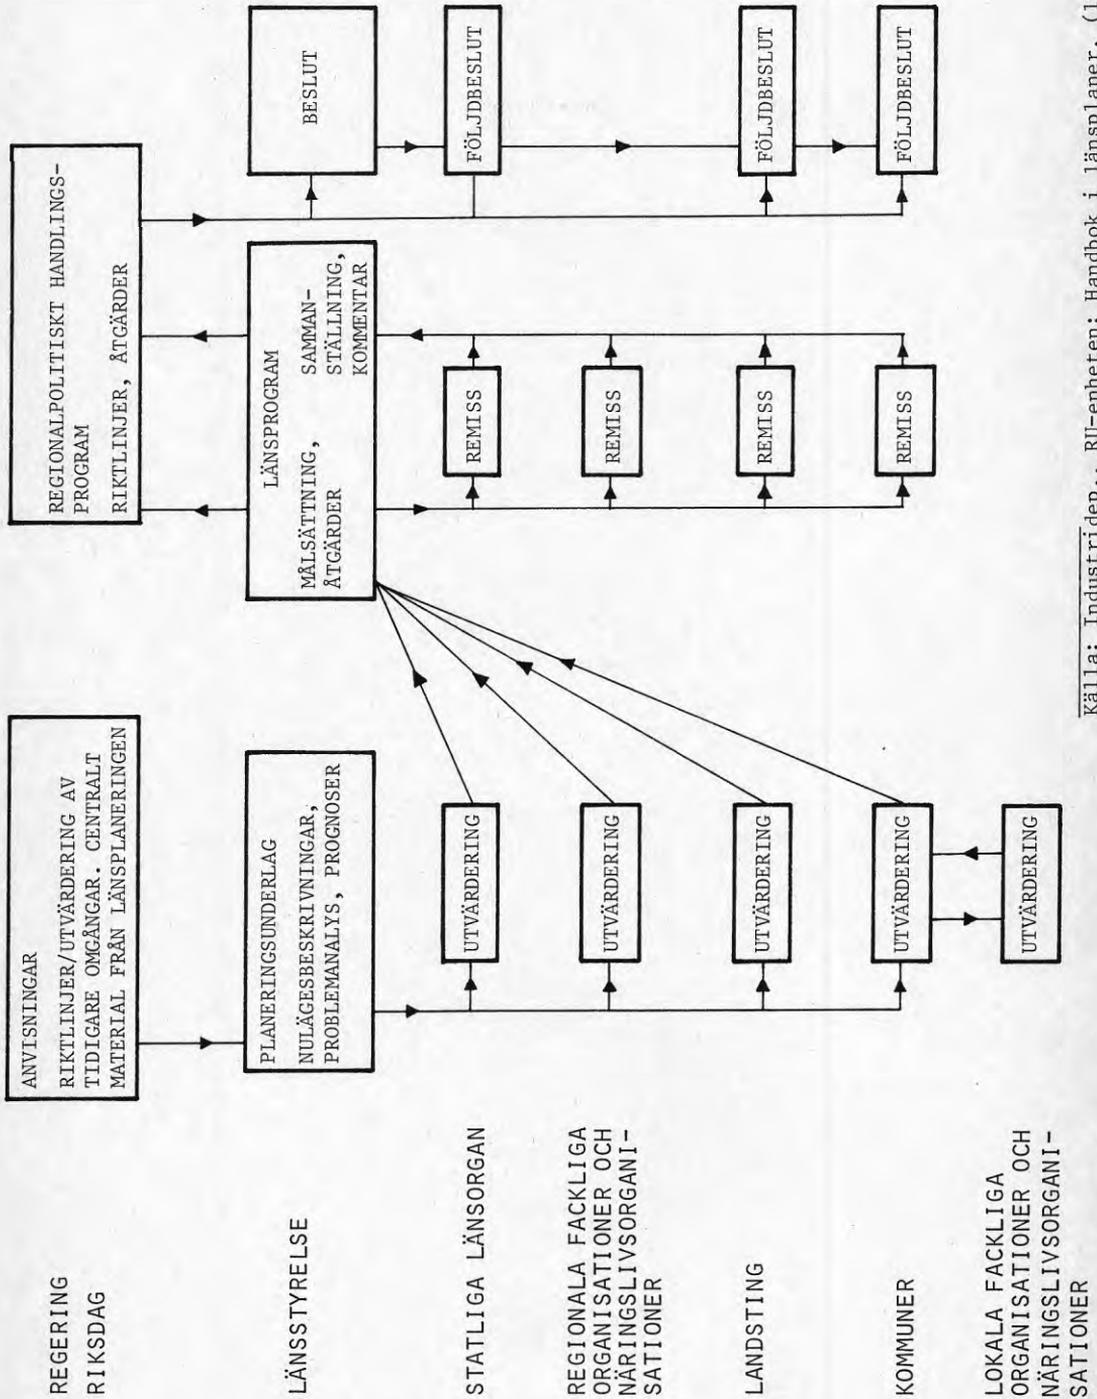 REGERING
RIKSDAG
ANVISNINGAR
RIKTLINJER/UTVÄRDERING AV
TIDIGARE OMGÅNGAR. CENTRALT
MATERIAL FRÅN LÄNSPLANERINGEN
REGIONALPOLITISKT HANDLINGS-
PROGRAM
RIKTLINJER, ÅTGÄRDER
LÄNSSTYRELSE
PLANERINGSUNDERLAG
NULÄGESBESKRIVNINGAR,
PROBLEMANALYS, PROGNOSER
LÄNSPROGRAM
MÅLSÄTTNING,
ÅTGÄRDER
SAMMAN-
STÄLLNING,
KOMMENTAR
BESLUT
STATLIGA LÄNSORGAN
UTVÄRDERING
REMISS
FÖLJDBESLUT
REGIONALA FACKLIGA
ORGANISATIONER OCH
NÄRINGSLIVSORGANI-
SATIONER
UTVÄRDERING
REMISS
LANDSTING
UTVÄRDERING
REMISS
FÖLJDBESLUT
KOMMUNER
UTVÄRDERING
REMISS
FÖLJDBESLUT
LOKALA FACKLIGA
ORGANISATIONER OCH
NÄRINGSLIVSORGANI-
SATIONER
UTVÄRDERING
Källa: Industridep., RU-enheten: Handbok i länsplaner. (1